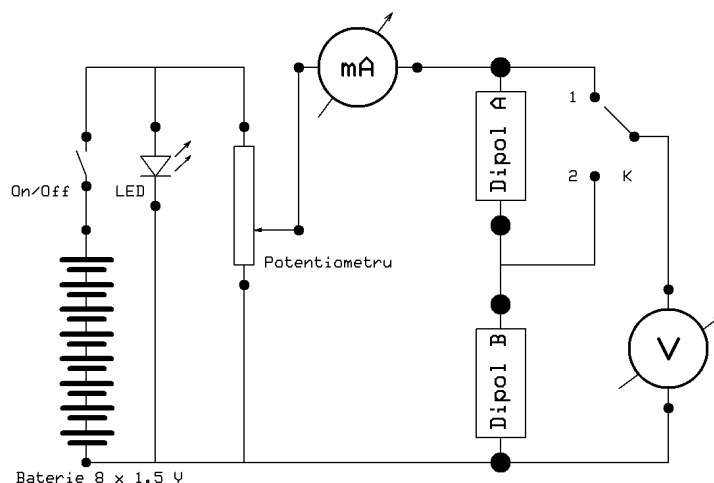 mA
1
Dipol A
2
K
On/Off
LED
Potentiometru
Dipol B
V
Baterie 8 x 1.5 V